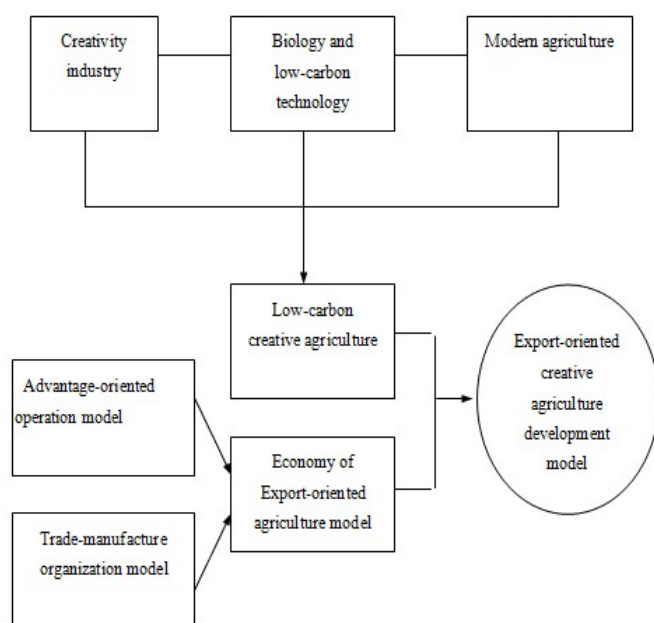 Creativity
industry
Biology and
low-carbon
technology
Modern agriculture
Low-carbon
creative agriculture
Export-oriented
creative
agriculture
development
model
Advantage-oriented
operation model
Economy of
Export-oriented
agriculture model
Trade-manufacture
organization model